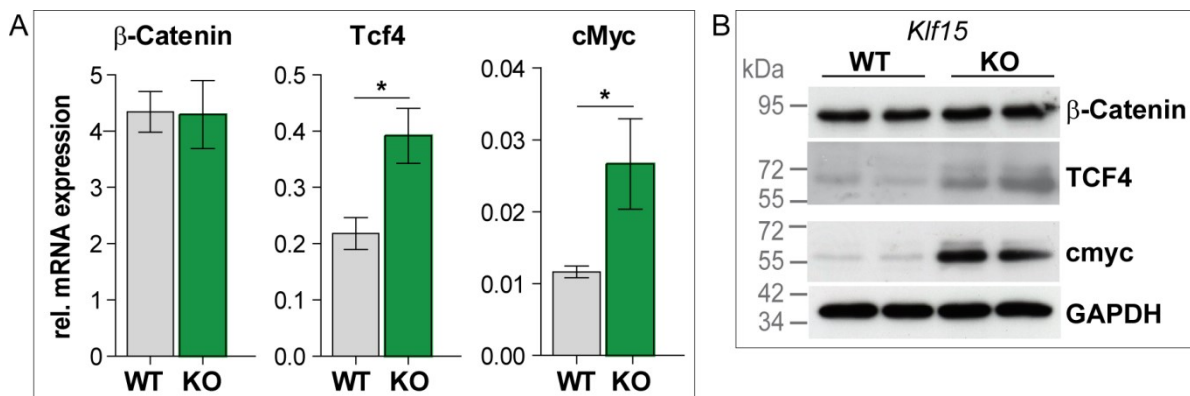 A
β-Catenin
Tcf4
cMyc
rel. mRNA expression
5
4
3
2
1
0
WT KO
0.5
0.4
0.3
0.2
0.1
0.0
*
WT KO
0.04
0.03
0.02
0.01
0.00
*
WT KO
B
Klf15
kDa
WT KO
95
β-Catenin
72
TCF4
55
72
cmyc
55
42
GAPDH
34